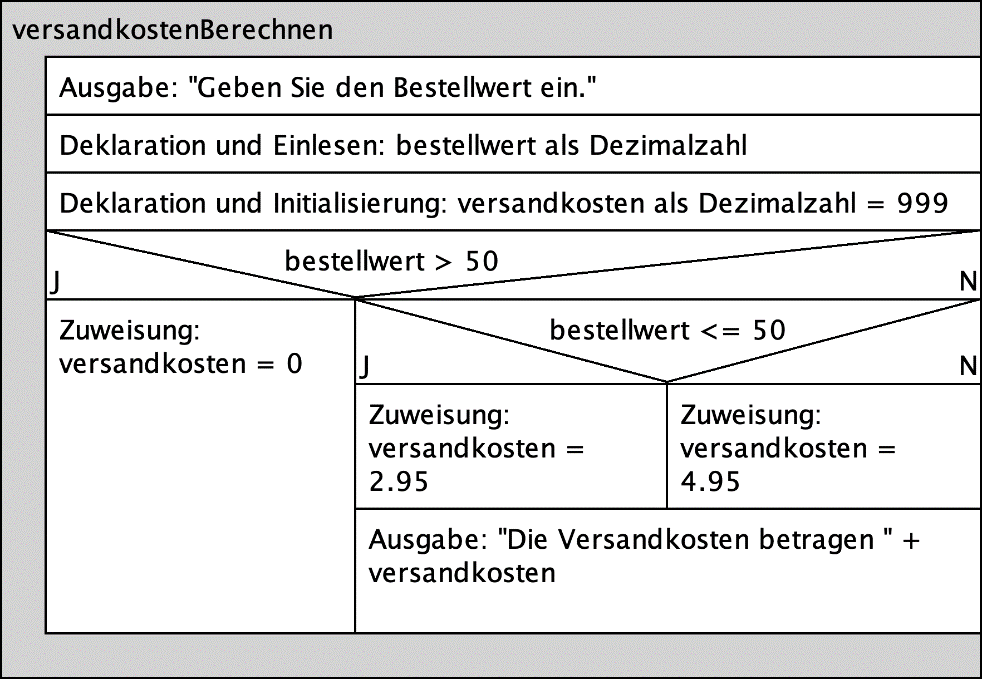 versandkostenBerechnen
Ausgabe: "Geben Sie den Bestellwert ein."
Deklaration und Einlesen: bestellwert als Dezimalzahl
Deklaration und Initialisierung: versandkosten als Dezimalzahl = 999
bestellwert > 50
J
N
Zuweisung:
versandkosten = 0
bestellwert <= 50
J
N
Zuweisung:
versandkosten =
2.95
Zuweisung:
versandkosten =
4.95
Ausgabe: "Die Versandkosten betragen " +
versandkosten